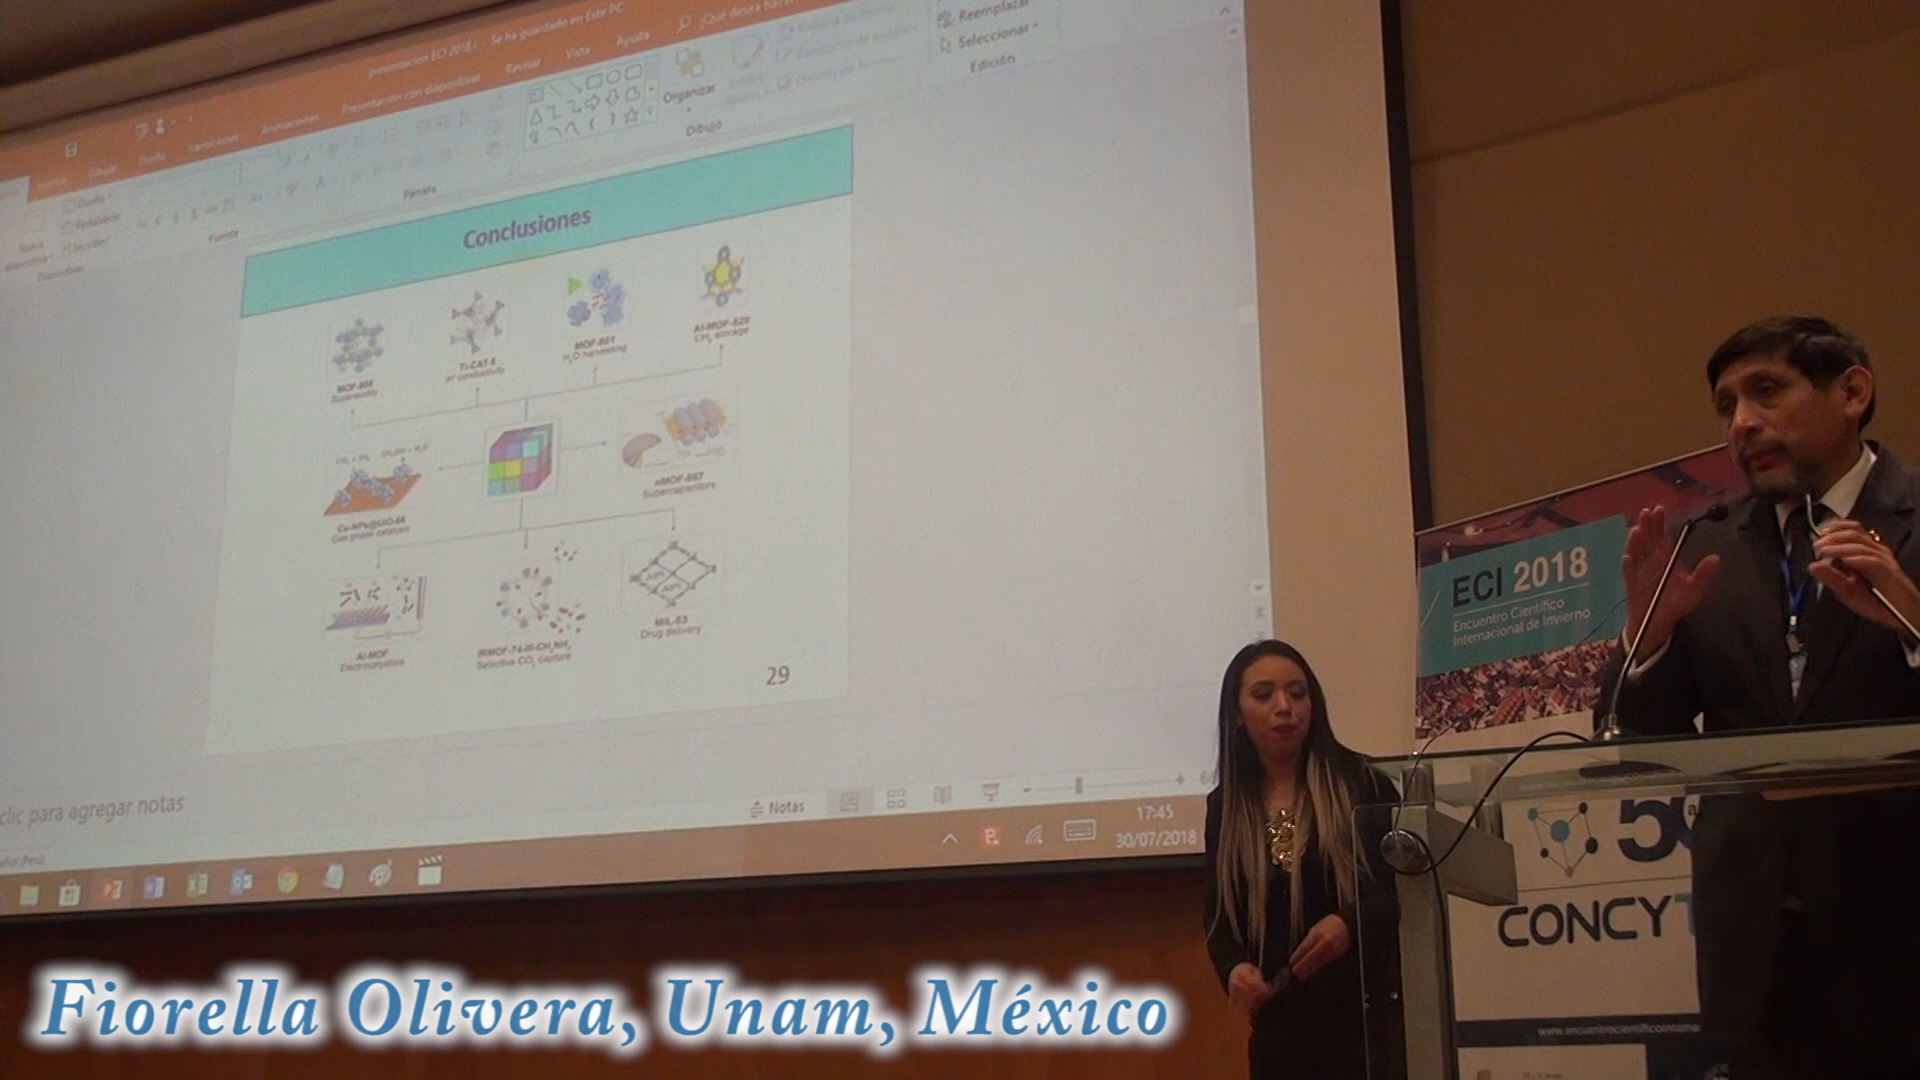 presentacion ECI 2018 - Se ha guardado en Este PC
Transiciones
Animaciones
Presentación con diapositivas
Revisar
Vista
Ayuda
¿Qué desea hacer
Organizar
Reemplazar
Seleccionar
Edición
Dibujo
Párrafo
Fuente
Conclusiones
MOF-808
Superacidity
Ti-CAT-5
H⁺ conductivity
MOF-801
H₂O harvesting
Al-MOF-520
CH₄ storage
Cu-NPs@UiO-66
Gas phase catalysis
nMOF-867
Supercapacitors
Al-MOF
Electrocatalysis
IRMOF-74-III-CH₂NH₂
Selective CO₂ capture
MIL-53
Drug delivery
29
clic para agregar notas
Notas
17:45
30/07/2018
ECI 2018
Encuentro Científico
Internacional de Invierno
CONCYT
www.encuentrocientificointerna
Fiorella Olivera, Unam, México